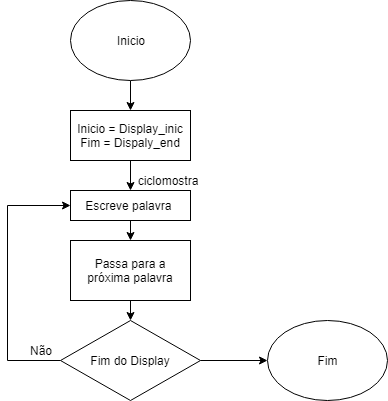 Inicio
Inicio = Display_inic
Fim = Dispaly_end
ciclomostra
Escreve palavra
Passa para a
próxima palavra
Não
Fim do Display
Fim